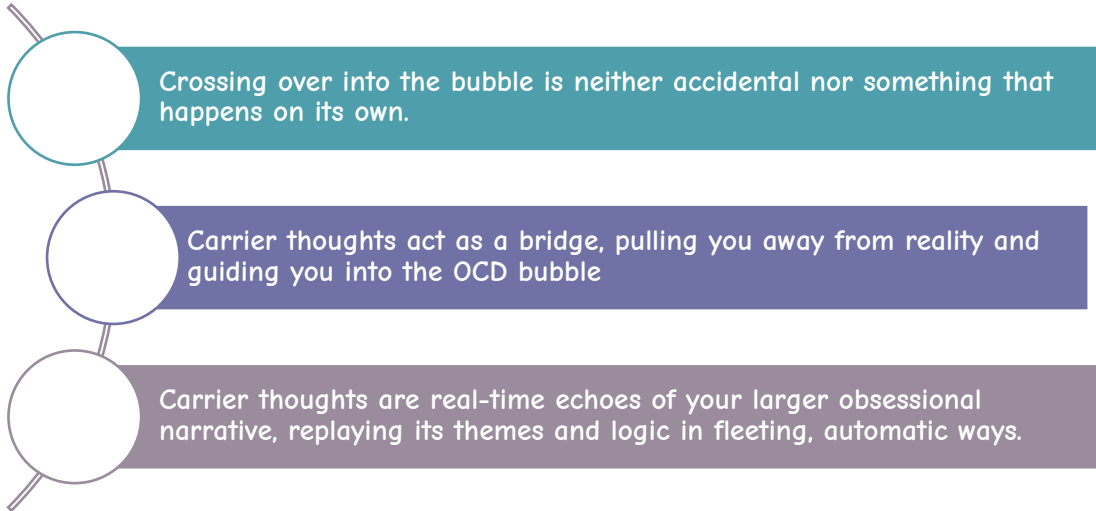 Crossing over into the bubble is neither accidental nor something that
happens on its own.
Carrier thoughts act as a bridge, pulling you away from reality and
guiding you into the OCD bubble
Carrier thoughts are real-time echoes of your larger obsessional
narrative, replaying its themes and logic in fleeting, automatic ways.